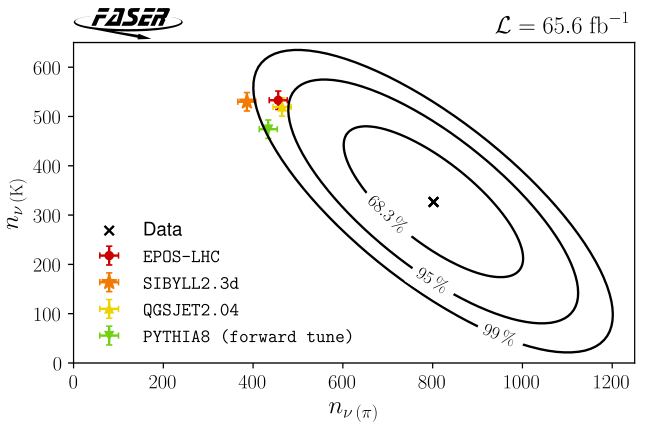 FASER
𝓛 = 65.6 fb⁻¹
600
500
400
300
200
100
0
n_ν(K)
68.3%
95%
99%
Data
EPOS-LHC
SIBYLL2.3d
QGSJET2.04
PYTHIA8 (forward tune)
0 200 400 600 800 1000 1200
n_ν(π)